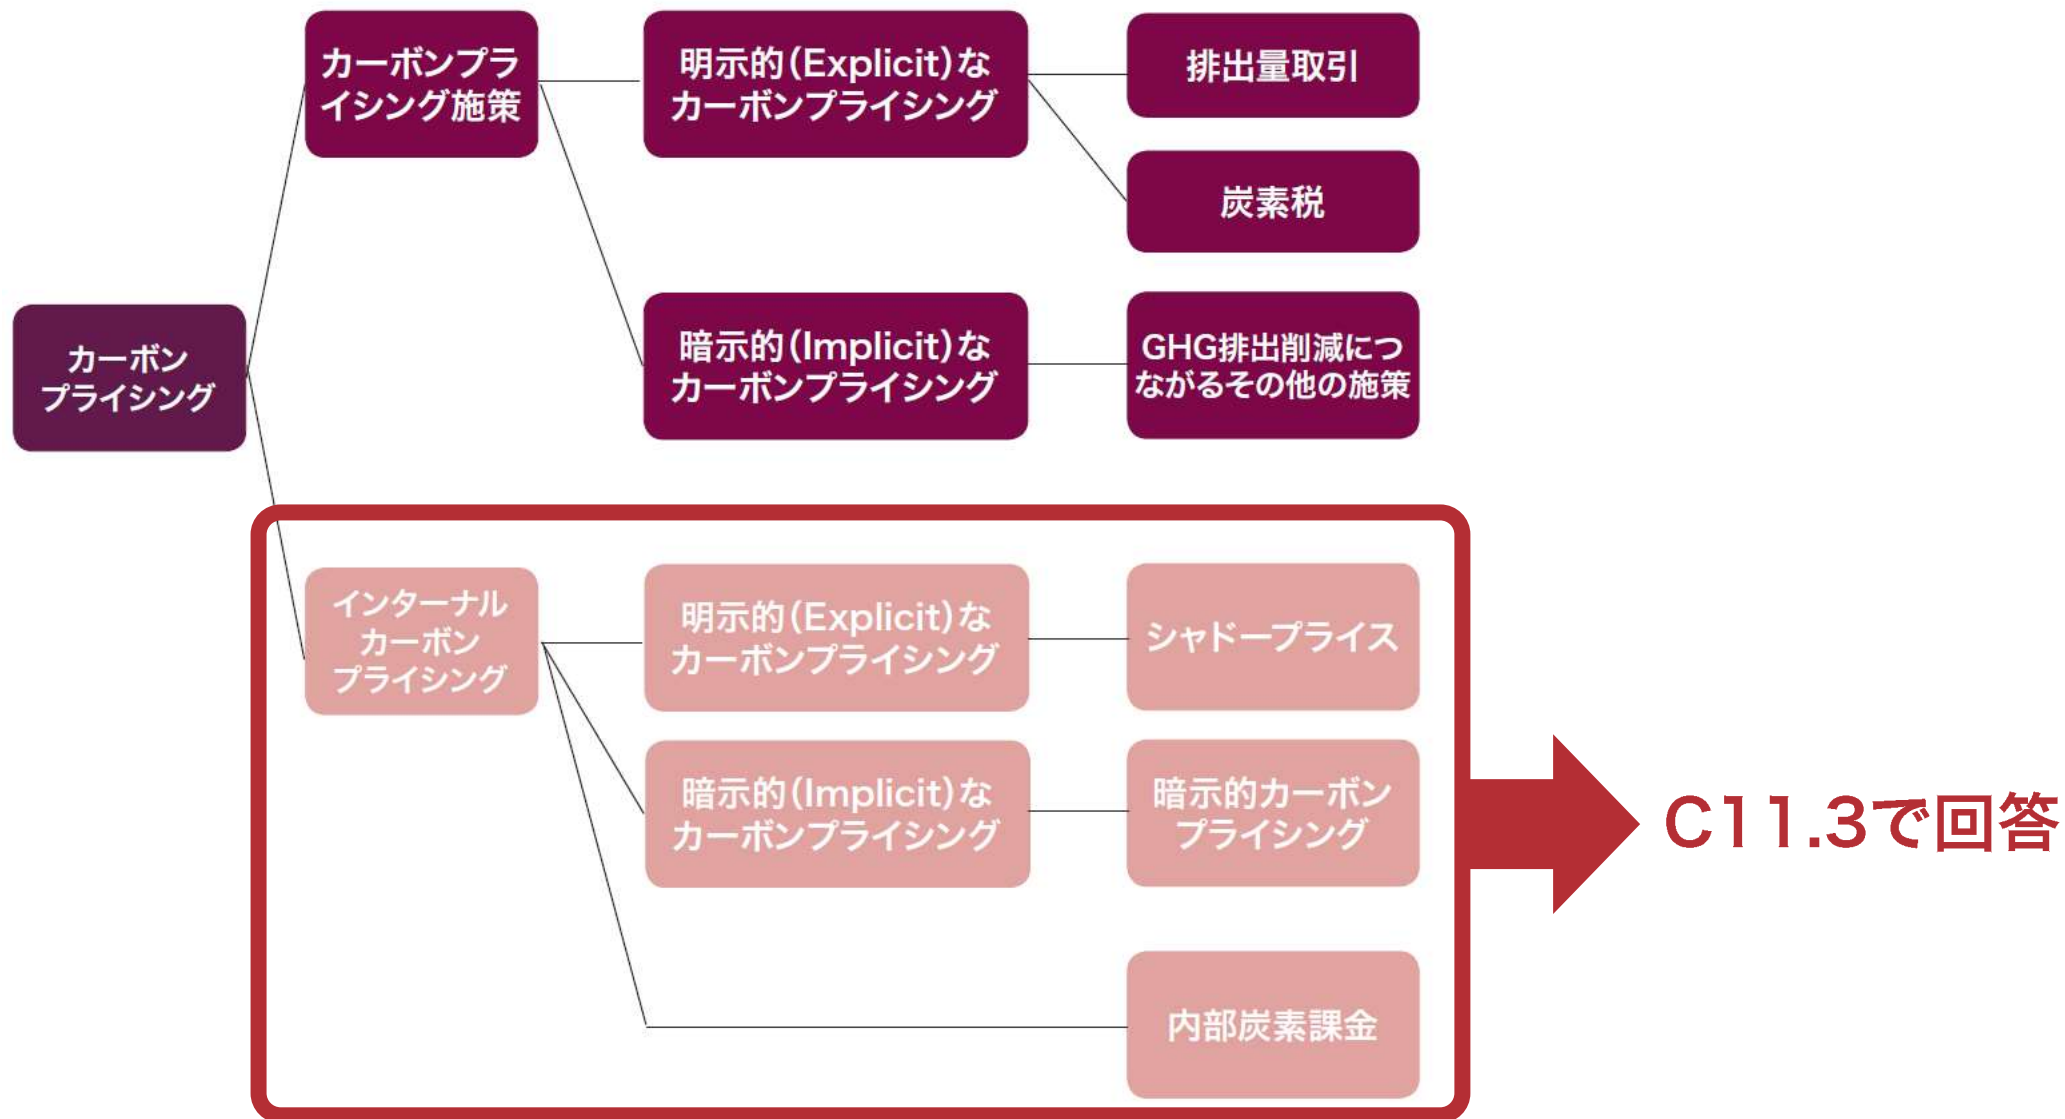 カーボンプラ
イシング施策
明示的(Explicit)な
カーボンプライシング
排出量取引
炭素税
カーボン
プライシング
暗示的(Implicit)な
カーボンプライシング
GHG排出削減につ
ながるその他の施策
インターナル
カーボン
プライシング
明示的(Explicit)な
カーボンプライシング
シャドープライス
暗示的(Implicit)な
カーボンプライシング
暗示的カーボン
プライシング
内部炭素課金
C11.3で回答